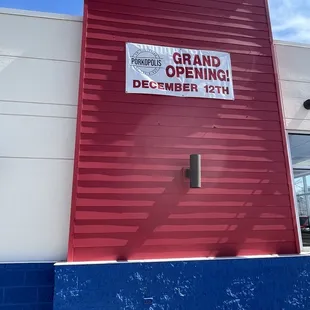 PORKOPOLIS
GRAND
OPENING!
DECEMBER 12TH